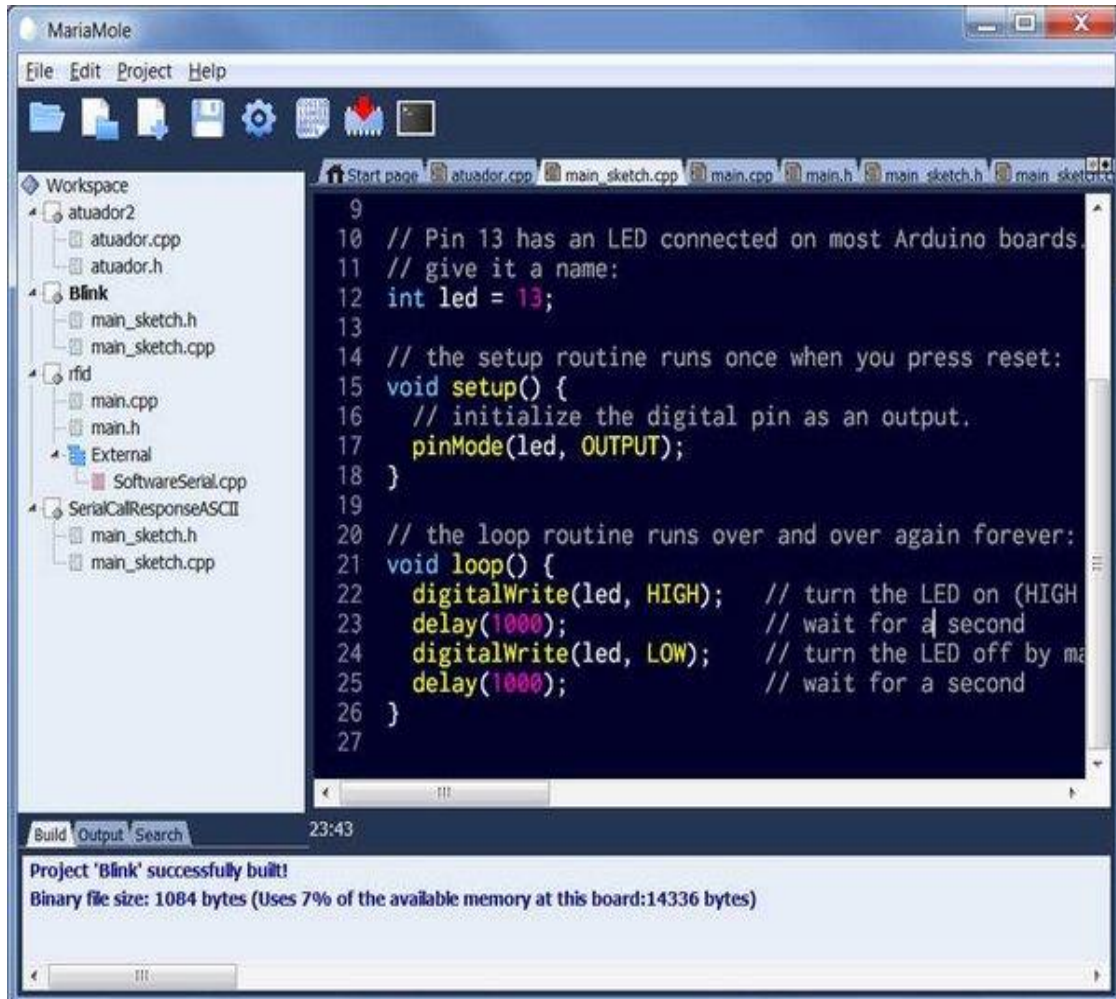 MariaMole
File Edit Project Help
Start page atuador.cpp main_sketch.cpp main.cpp main.h main_sketch.h
Workspace
atuador2
atuador.cpp
atuador.h
Blink
main_sketch.h
main_sketch.cpp
rfid
main.cpp
main.h
External
SoftwareSerial.cpp
SerialCallResponseASCII
main_sketch.h
main_sketch.cpp
9
10 // Pin 13 has an LED connected on most Arduino boards.
11 // give it a name:
12 int led = 13;
13
14 // the setup routine runs once when you press reset:
15 void setup() {
16 // initialize the digital pin as an output.
17 pinMode(led, OUTPUT);
18 }
19
20 // the loop routine runs over and over again forever:
21 void loop() {
22 digitalWrite(led, HIGH); // turn the LED on (HIGH
23 delay(1000); // wait for a second
24 digitalWrite(led, LOW); // turn the LED off by ma
25 delay(1000); // wait for a second
26 }
27
Build Output Search 23:43
Project 'Blink' successfully built!
Binary file size: 1084 bytes (Uses 7% of the available memory at this board:14336 bytes)